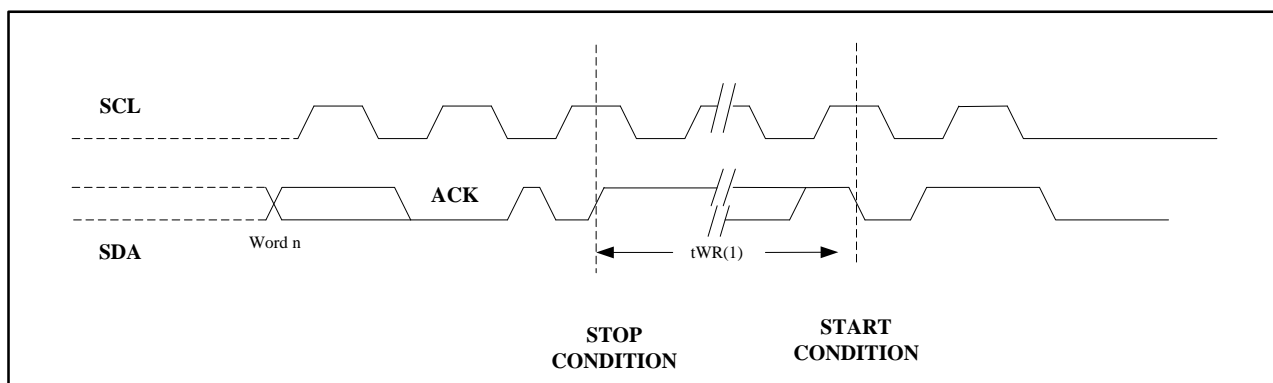 SCL
ACK
Word n
SDA
tWR(1)
STOP
CONDITION
START
CONDITION